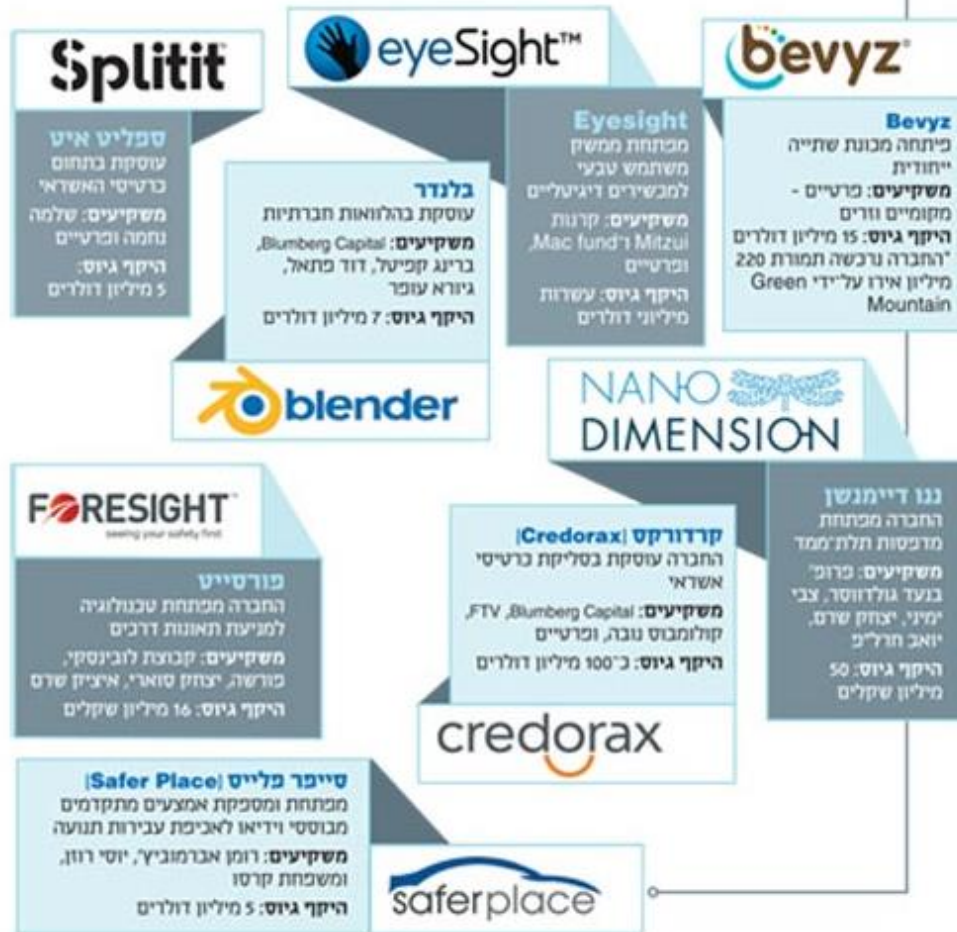 Splitit
ספליט איט
עוסקת בתחום
כרטיסי האשראי
משקיעים: שלמה
נחמה ופרטיים
היקף גיוס:
5 מיליון דולרים
eyeSight™
Eyesight
מפתחת ממשק
משתמש טבעי
למכשירים דיגיטליים
משקיעים: קרנות
Mitzui ו־Mac fund,
ופרטיים
היקף גיוס: עשרות
מיליוני דולרים
bevyz®
Bevyz
פיתחה מכונת שתייה
ייחודית
משקיעים: פרטיים -
מקומיים וזרים
היקף גיוס: 15 מיליון דולרים
*החברה נרכשה תמורת 220
מיליון אירו על־ידי Green
Mountain
בלנדר
עוסקת בהלוואות חברתיות
משקיעים: Blumberg Capital,
ברינג קפיטל, דוד פתאל,
גיורא עופר
היקף גיוס: 7 מיליון דולרים
blender
NANO
DIMENSION
ננו דיימנשן
החברה מפתחת
מדפסות תלת־ממד
משקיעים: פרופ'
בנעד גולדווסר, צבי
ימיני, יצחק שרם,
יואב חרל"פ
היקף גיוס: 50
מיליון שקלים
FORESIGHT™
seeing your safety first
פורסייט
החברה מפתחת טכנולוגיה
למניעת תאונות דרכים
משקיעים: קבוצת לובינסקי,
פורשה, יצחק סוארי, איציק שרם
היקף גיוס: 16 מיליון שקלים
קרדורקס |Credorax|
החברה עוסקת בסליקת כרטיסי
אשראי
משקיעים: FTV ,Blumberg Capital,
קולומבוס נובה, ופרטיים
היקף גיוס: כ־100 מיליון דולרים
credorax
סייפר פלייס |Safer Place|
מפתחת ומספקת אמצעים מתקדמים
מבוססי וידיאו לאכיפת עבירות תנועה
משקיעים: רומן אברמוביץ', יוסי רוזן,
ומשפחת קרסו
היקף גיוס: 5 מיליון דולרים
saferplace